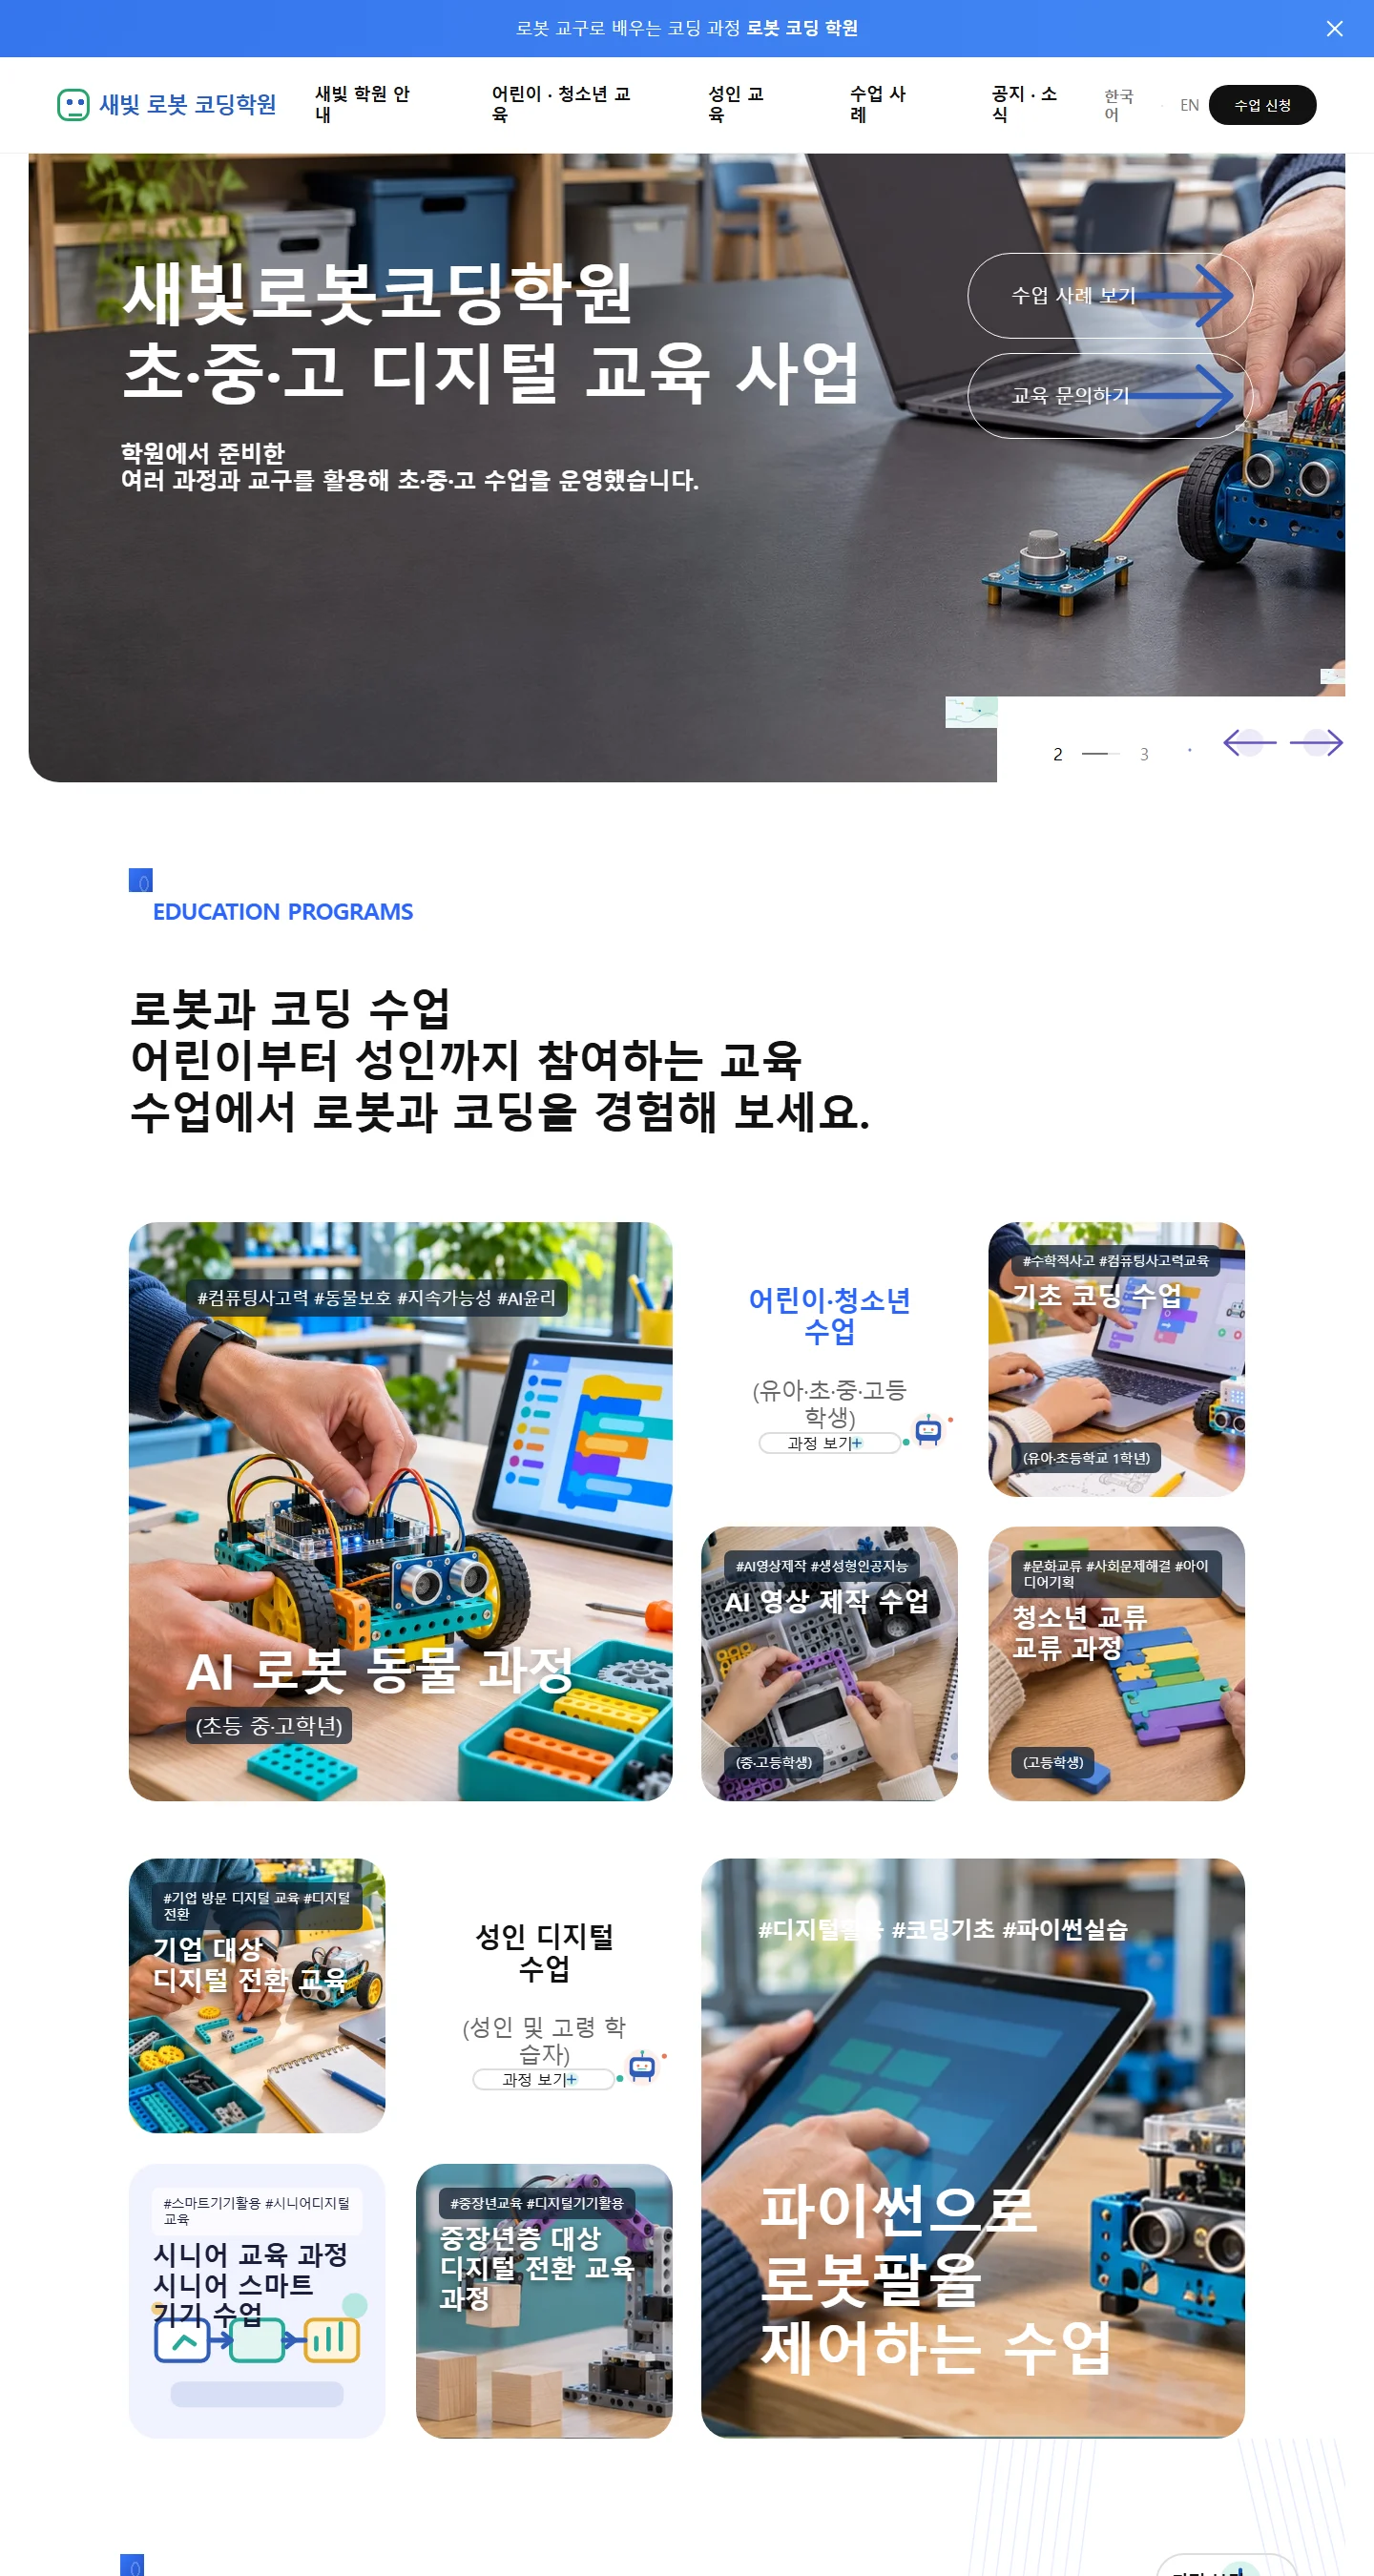 로봇 교구로 배우는 코딩 과정 로봇 코딩 학원
새빛 로봇 코딩학원
새빛 학원 안
내
어린이 · 청소년 교
육
성인 교
육
수업 사
례
공지 · 소
식
한국
어
EN
수업 신청
새빛로봇코딩학원
초·중·고 디지털 교육 사업
학원에서 준비한
여러 과정과 교구를 활용해 초·중·고 수업을 운영했습니다.
수업 사례 보기
교육 문의하기
2
3
EDUCATION PROGRAMS
로봇과 코딩 수업
어린이부터 성인까지 참여하는 교육
수업에서 로봇과 코딩을 경험해 보세요.
#컴퓨팅사고력 #동물보호 #지속가능성 #AI윤리
AI 로봇 동물 과정
(초등 중·고학년)
어린이·청소년
수업
(유아·초·중·고등
학생)
과정 보기
#수학적사고 #컴퓨팅사고력교육
기초 코딩 수업
(유아·초등학교 1학년)
#AI영상제작 #생성형인공지능
AI 영상 제작 수업
(중·고등학생)
#문화교류 #사회문제해결 #아이
디어기획
청소년 교류
교류 과정
(고등학생)
#기업 방문 디지털 교육 #디지털
전환
기업 대상
디지털 전환 교육
성인 디지털
수업
(성인 및 고령 학
습자)
과정 보기
#디지털활용 #코딩기초 #파이썬실습
파이썬으로
로봇팔을
제어하는 수업
#스마트기기활용 #시니어디지털
교육
시니어 교육 과정
시니어 스마트
기기 수업
#중장년교육 #디지털기기활용
중장년층 대상
디지털 전환 교육
과정